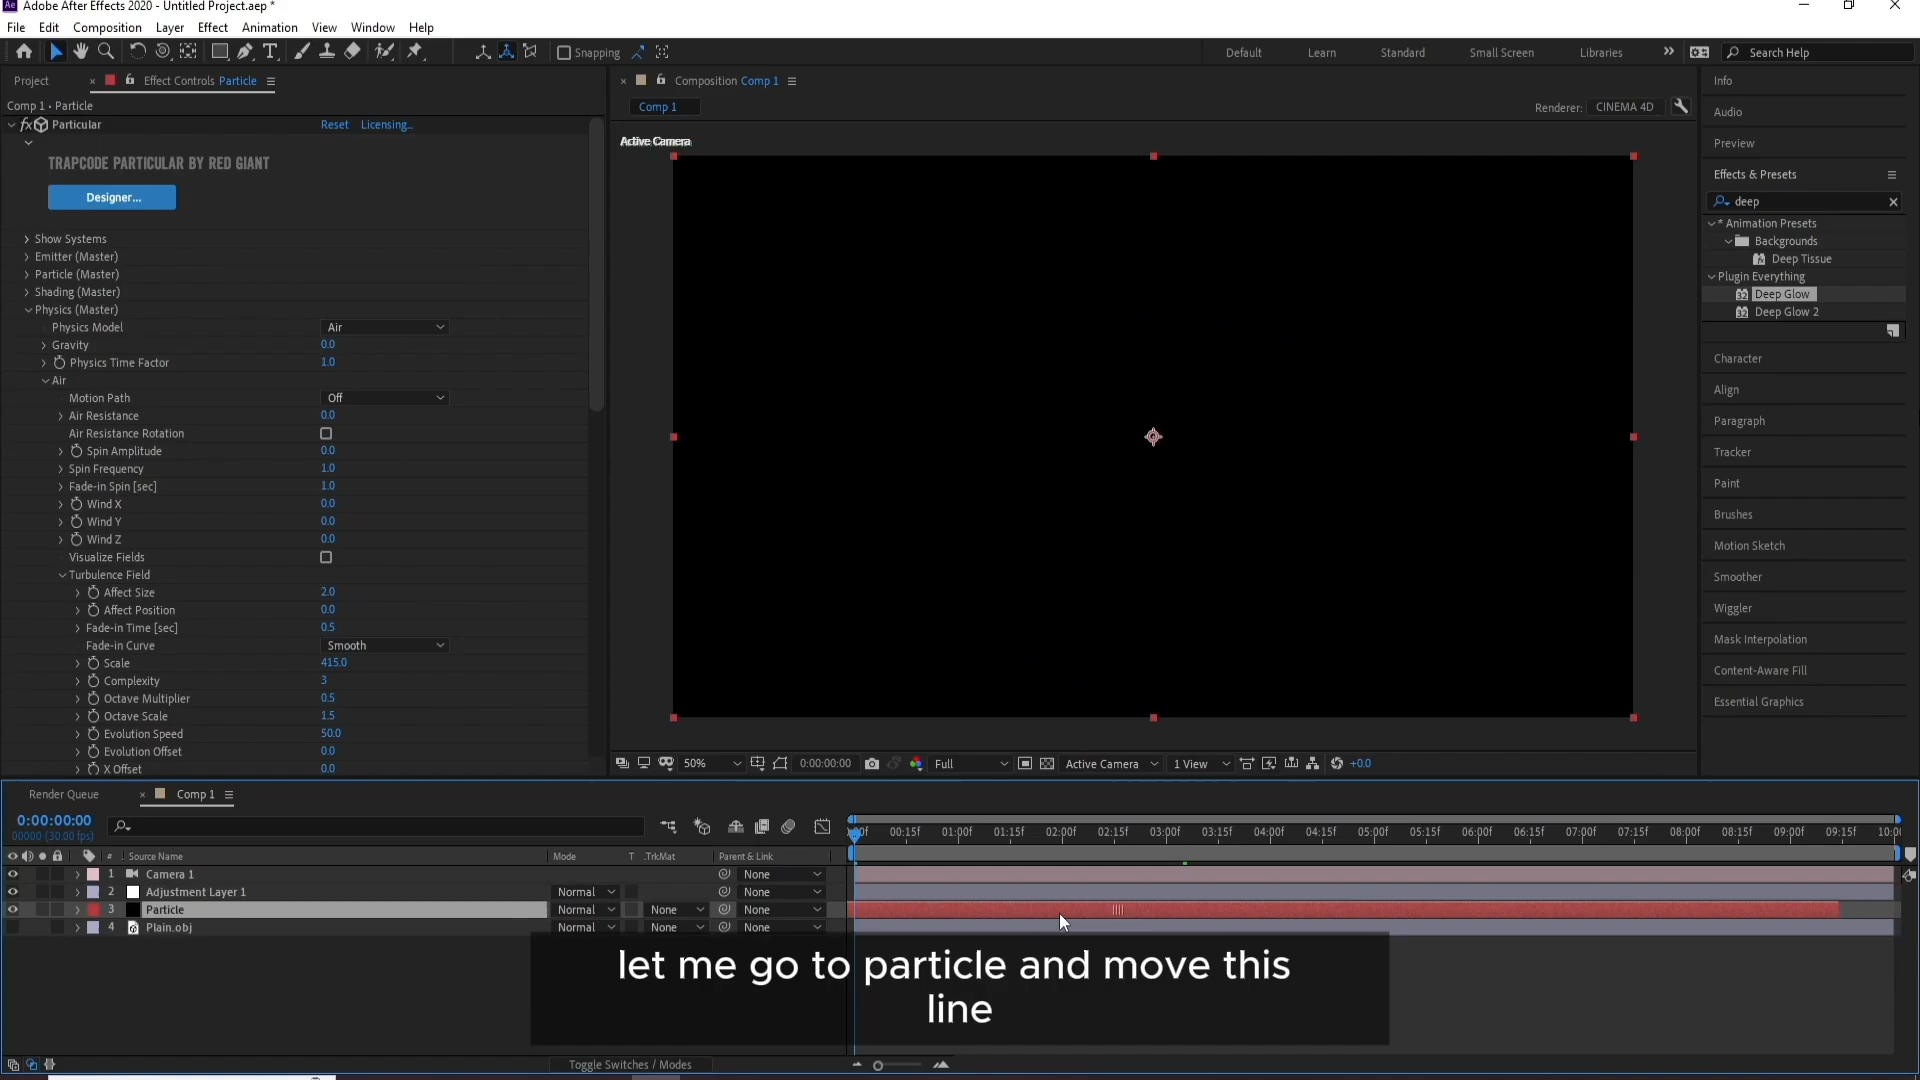 Adobe After Effects 2020 - Untitled Project.aep *
File Edit Composition Layer Effect Animation View Window Help
Snapping
Default Learn Standard Small Screen Libraries Search Help
Project Effect Controls Particle
Comp 1 • Particle
Particular Reset Licensing...
TRAPCODE PARTICULAR BY RED GIANT
Designer...
Show Systems
Emitter (Master)
Particle (Master)
Shading (Master)
Physics (Master)
Physics Model Air
Gravity 0.0
Physics Time Factor 1.0
Air
Motion Path Off
Air Resistance 0.0
Air Resistance Rotation
Spin Amplitude 0.0
Spin Frequency 1.0
Fade-in Spin [sec] 1.0
Wind X 0.0
Wind Y 0.0
Wind Z 0.0
Visualize Fields
Turbulence Field
Affect Size 2.0
Affect Position 0.0
Fade-in Time [sec] 0.5
Fade-in Curve Smooth
Scale 415.0
Complexity 3
Octave Multiplier 0.5
Octave Scale 1.5
Evolution Speed 50.0
Evolution Offset 0.0
X Offset 0.0
Composition Comp 1
Comp 1
Renderer: CINEMA 4D
Active Camera
50% 0:00:00:00 Full Active Camera 1 View +0.0
Info
Audio
Preview
Effects & Presets
deep
* Animation Presets
Backgrounds
Deep Tissue
Plugin Everything
Deep Glow
Deep Glow 2
Character
Align
Paragraph
Tracker
Paint
Brushes
Motion Sketch
Smoother
Wiggler
Mask Interpolation
Content-Aware Fill
Essential Graphics
Render Queue Comp 1
0:00:00:00
00000 (30.00 fps)
00:15f 01:00f 01:15f 02:00f 02:15f 03:00f 03:15f 04:00f 04:15f 05:00f 05:15f 06:00f 06:15f 07:00f 07:15f 08:00f 08:15f 09:00f 09:15f
# Source Name Mode T .TrkMat Parent & Link
1 Camera 1 None
2 Adjustment Layer 1 Normal None
3 Particle Normal None None
4 Plain.obj Normal None None
let me go to particle and move this
line
Toggle Switches / Modes